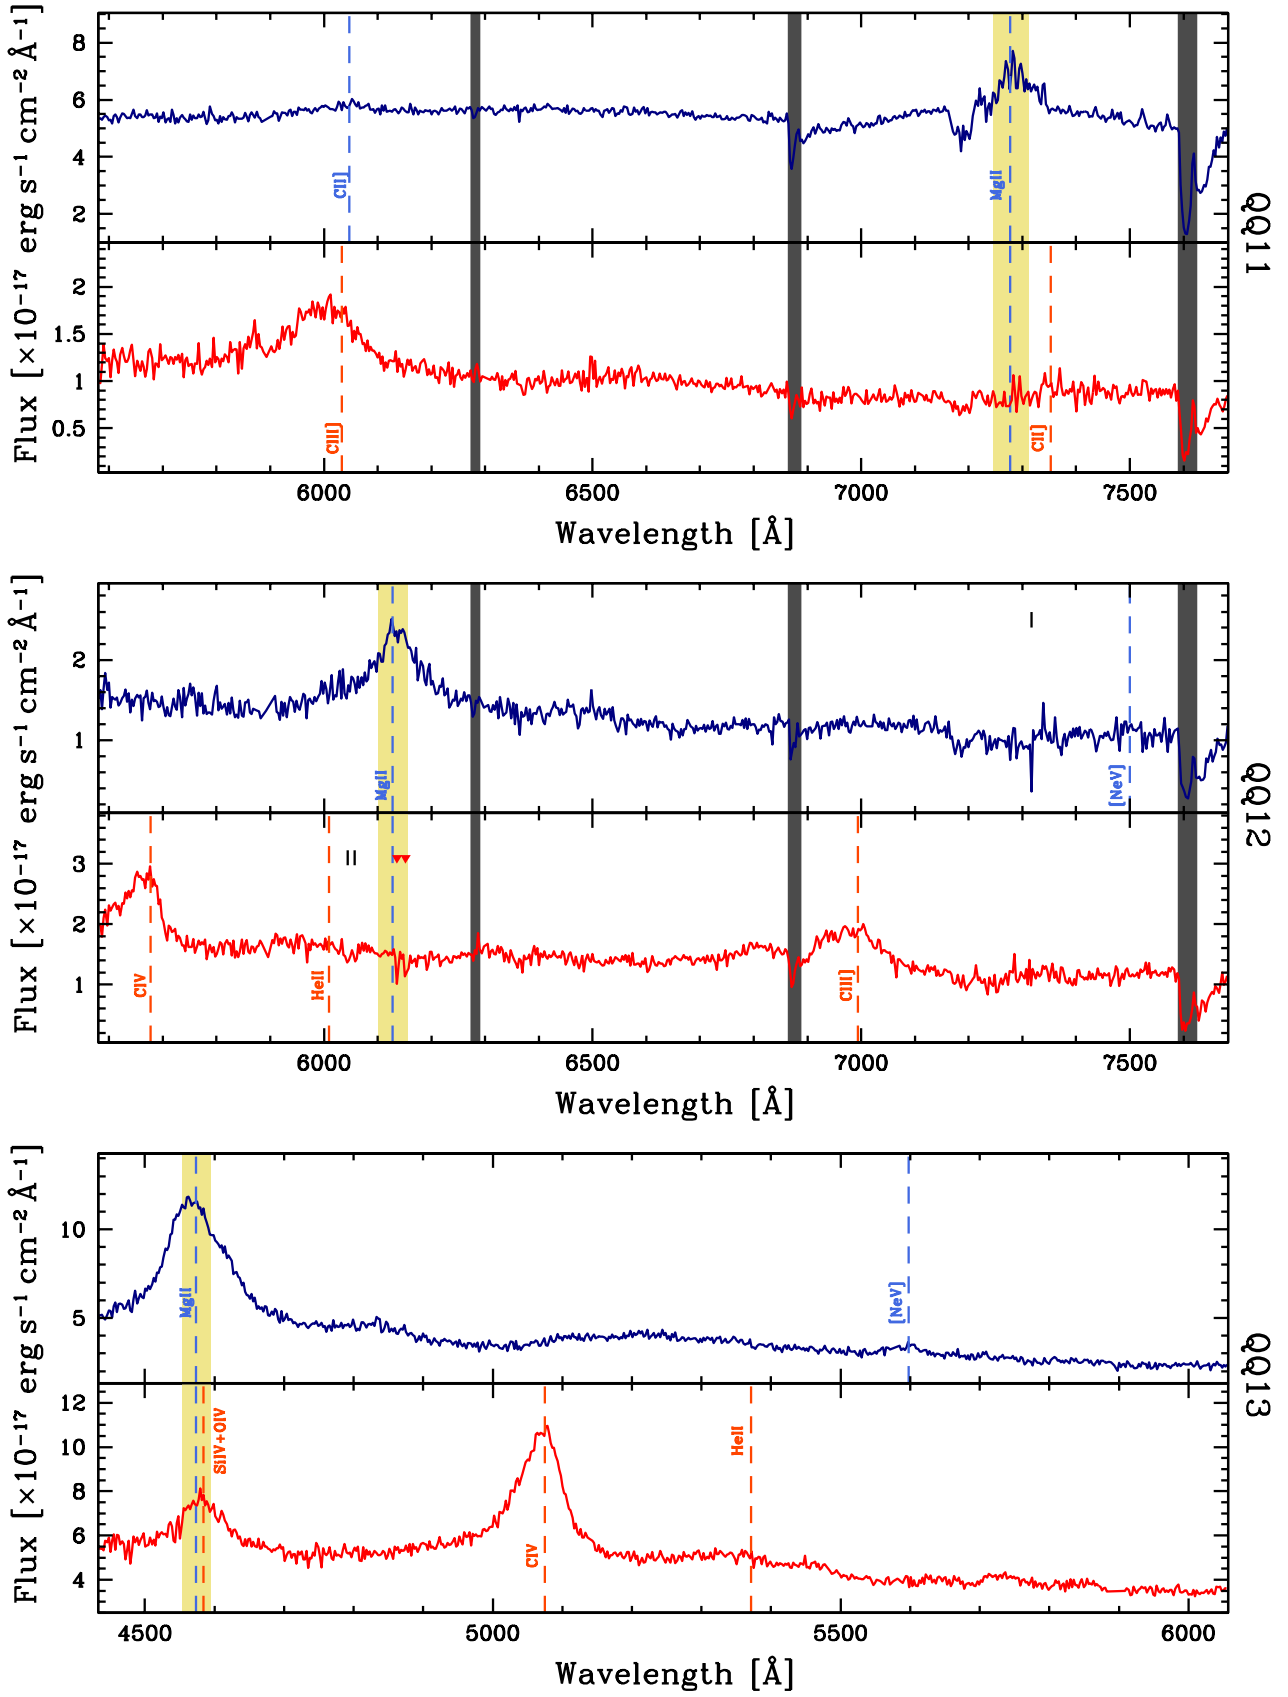 Flux [×10⁻¹⁷ erg s⁻¹ cm⁻² Å⁻¹]
8
6
4
2
CII]
MgII
2
1.5
1
0.5
CIII]
CII]
6000 6500 7000 7500
Wavelength [Å]
QQ11
Flux [×10⁻¹⁷ erg s⁻¹ cm⁻² Å⁻¹]
2
1
MgII
[NeV]
3
2
1
CIV
HeII
CIII]
6000 6500 7000 7500
Wavelength [Å]
QQ12
Flux [×10⁻¹⁷ erg s⁻¹ cm⁻² Å⁻¹]
10
5
MgII
[NeV]
12
10
8
6
4
SiIV+OIV
CIV
HeII
4500 5000 5500 6000
Wavelength [Å]
QQ13